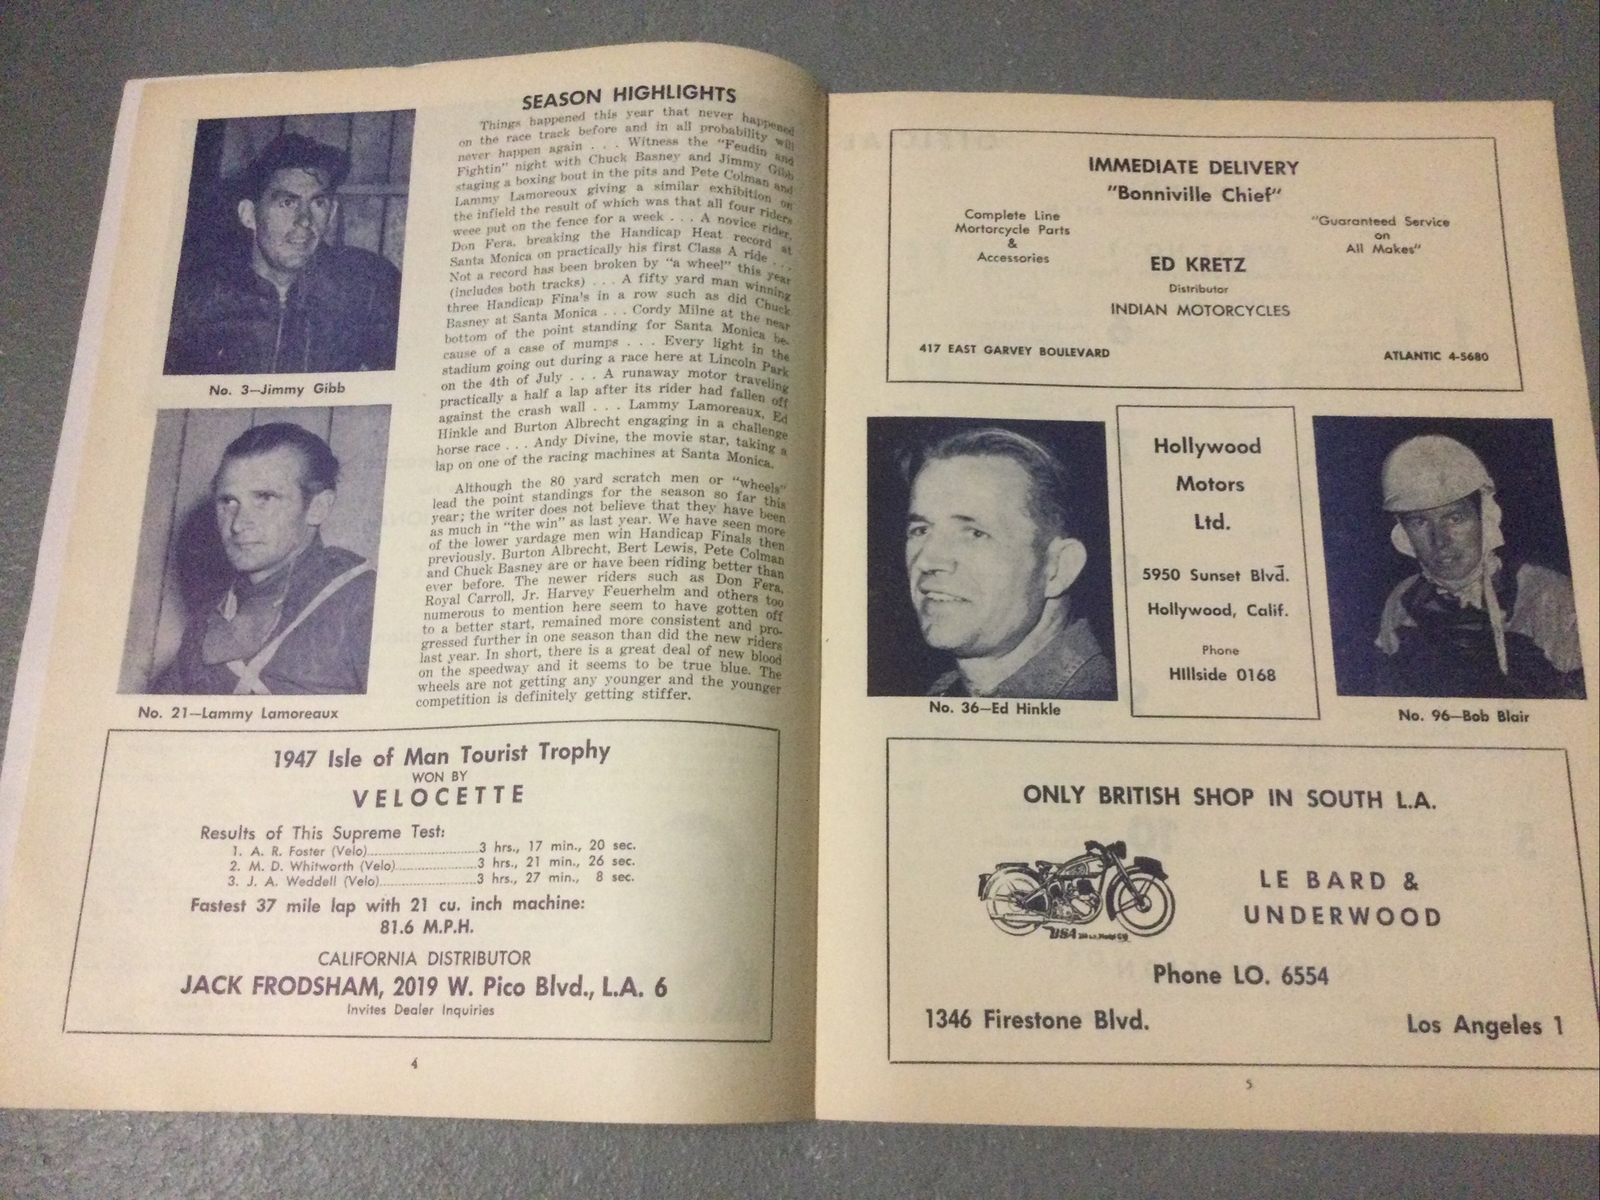 SEASON HIGHLIGHTS
Things happened this year that never happened
on the race track before and in all probability will
never happen again . . . Witness the "Feudin and
Fightin" night with Chuck Basney and Jimmy Gibb
staging a boxing bout in the pits and Pete Colman and
Lammy Lamoreoux giving a similar exhibition on
the infield the result of which was that all four riders
weee put on the fence for a week . . . A novice rider,
Don Fera, breaking the Handicap Heat record at
Santa Monica on practically his first Class A ride . . .
Not a record has been broken by "a wheel" this year
(includes both tracks) . . . A fifty yard man winning
three Handicap Fina's in a row such as did Chuck
Basney at Santa Monica . . . Cordy Milne at the near
bottom of the point standing for Santa Monica be-
cause of a case of mumps . . . Every light in the
stadium going out during a race here at Lincoln Park
on the 4th of July . . . A runaway motor traveling
practically a half a lap after its rider had fallen off
against the crash wall . . . Lammy Lamoreaux, Ed
Hinkle and Burton Albrecht engaging in a challenge
horse race . . . Andy Divine, the movie star, taking a
lap on one of the racing machines at Santa Monica.
Although the 80 yard scratch men or "wheels"
lead the point standings for the season so far this
year; the writer does not believe that they have been
as much in "the win" as last year. We have seen more
of the lower yardage men win Handicap Finals then
previously. Burton Albrecht, Bert Lewis, Pete Colman
and Chuck Basney are or have been riding better than
ever before. The newer riders such as Don Fera,
Royal Carroll, Jr. Harvey Feuerhelm and others too
numerous to mention here seem to have gotten off
to a better start, remained more consistent and pro-
gressed further in one season than did the new riders
last year. In short, there is a great deal of new blood
on the speedway and it seems to be true blue. The
wheels are not getting any younger and the younger
competition is definitely getting stiffer.
No. 3—Jimmy Gibb
No. 21—Lammy Lamoreaux
1947 Isle of Man Tourist Trophy
WON BY
VELOCETTE
Results of This Supreme Test:
1. A. R. Foster (Velo)..............................3 hrs., 17 min., 20 sec.
2. M. D. Whitworth (Velo)......................3 hrs., 21 min., 26 sec.
3. J. A. Weddell (Velo)..........................3 hrs., 27 min., 8 sec.
Fastest 37 mile lap with 21 cu. inch machine:
81.6 M.P.H.
CALIFORNIA DISTRIBUTOR
JACK FRODSHAM, 2019 W. Pico Blvd., L.A. 6
Invites Dealer Inquiries
4
IMMEDIATE DELIVERY
"Bonniville Chief"
Complete Line
Mortorcycle Parts
&
Accessories
"Guaranteed Service
on
All Makes"
ED KRETZ
Distributor
INDIAN MOTORCYCLES
417 EAST GARVEY BOULEVARD
ATLANTIC 4-5680
No. 36—Ed Hinkle
Hollywood
Motors
Ltd.
5950 Sunset Blvd.
Hollywood, Calif.
Phone
HIllside 0168
No. 96—Bob Blair
ONLY BRITISH SHOP IN SOUTH L.A.
BSA
LE BARD &
UNDERWOOD
Phone LO. 6554
1346 Firestone Blvd.
Los Angeles 1
5